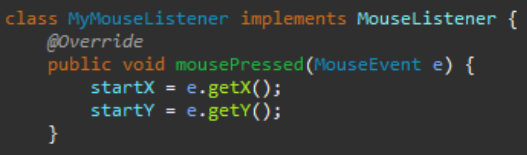 class MyMouseListener implements MouseListener {
    @Override
    public void mousePressed(MouseEvent e) {
        startX = e.getX();
        startY = e.getY();
    }